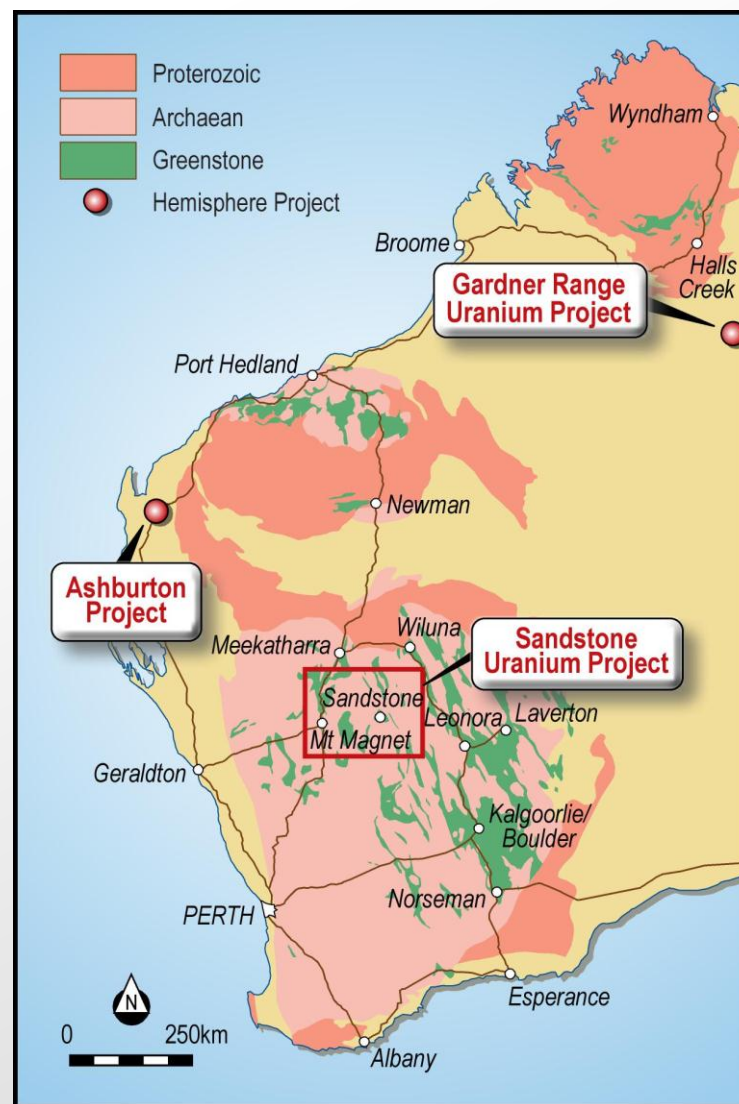 Proterozoic
Archaean
Greenstone
Hemisphere Project
Wyndham
Broome
Halls
Creek
Gardner Range
Uranium Project
Port Hedland
Newman
Ashburton
Project
Meekatharra
Wiluna
Sandstone
Uranium Project
Sandstone
Leonora
Laverton
Mt Magnet
Geraldton
Kalgoorlie/
Boulder
Norseman
PERTH
Esperance
N
0 250km
Albany